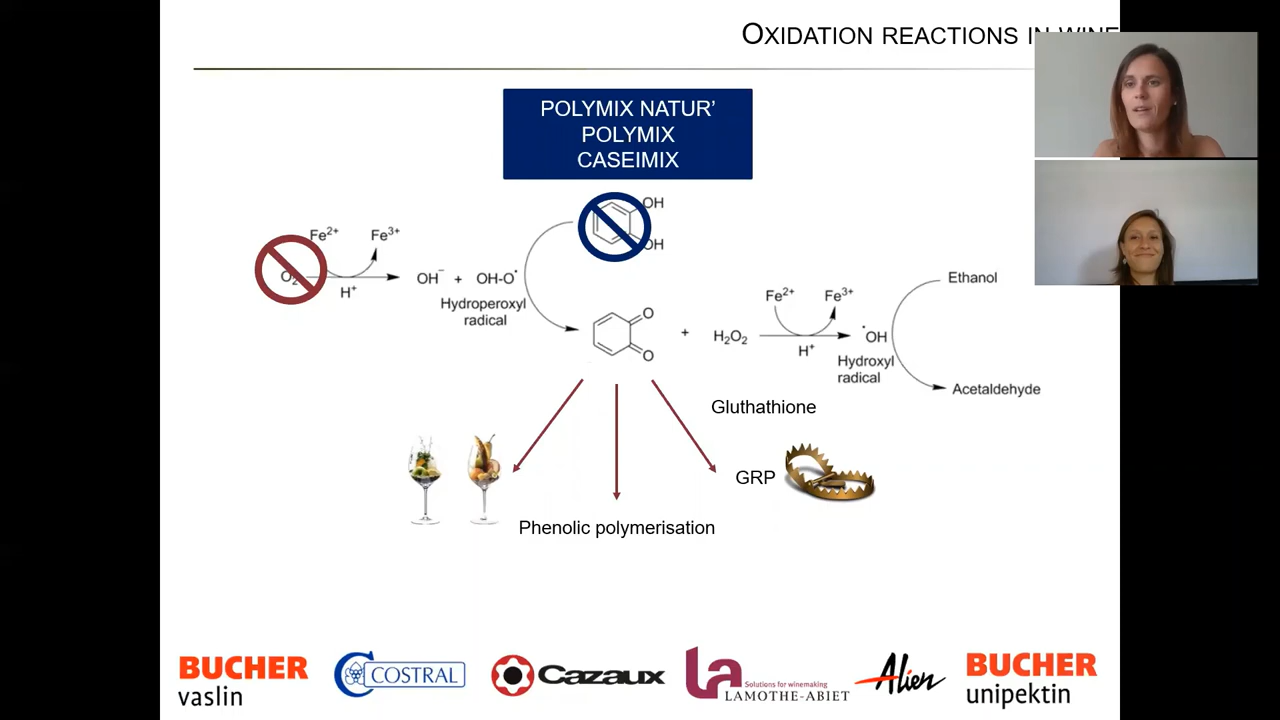 OXIDATION REACTIONS IN WINE
POLYMIX NATUR’
POLYMIX
CASEIMIX
OH
OH
Fe2+
Fe3+
O2
H+
OH− + OH-O•
Hydroperoxyl
radical
O
O
+
H2O2
Fe2+
Fe3+
H+
•OH
Hydroxyl
radical
Ethanol
Acetaldehyde
Gluthathione
GRP
Phenolic polymerisation
BUCHER
vaslin
COSTRAL
Cazaux
la
Solutions for winemaking
LAMOTHE-ABIET
Alien
BUCHER
unipektin